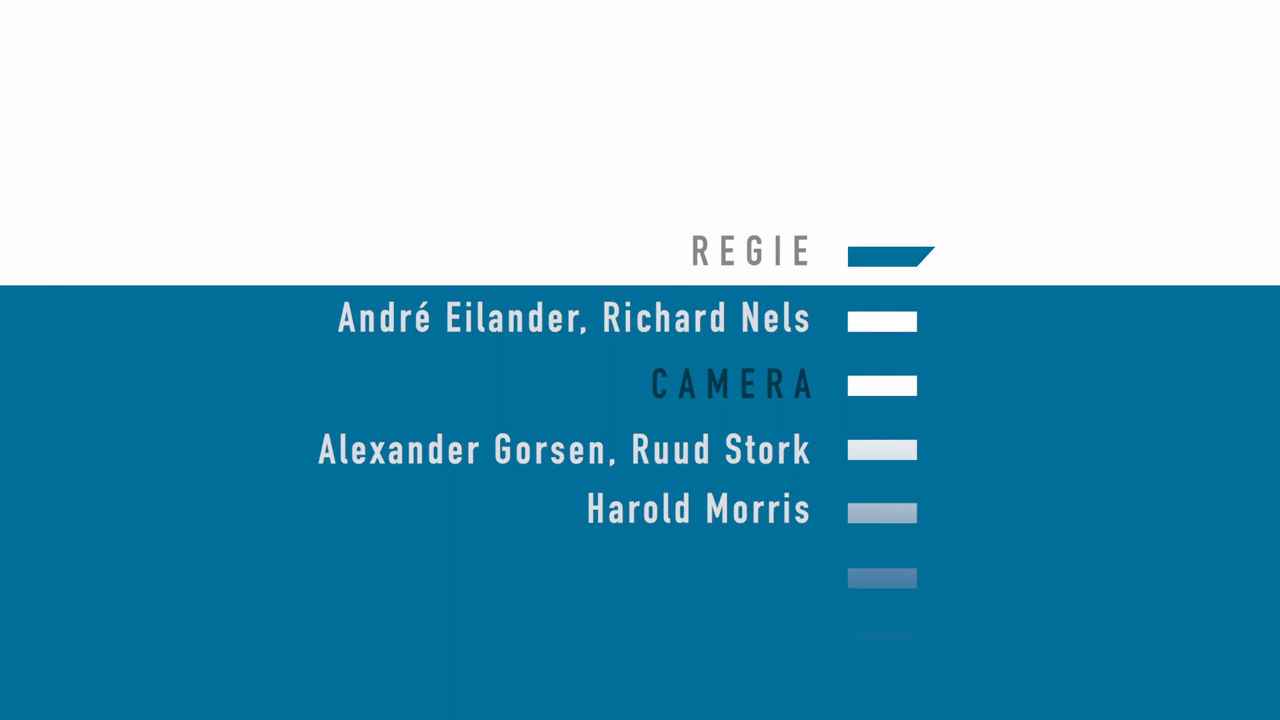 REGIE
André Eilander, Richard Nels
CAMERA
Alexander Gorsen, Ruud Stork
Harold Morris